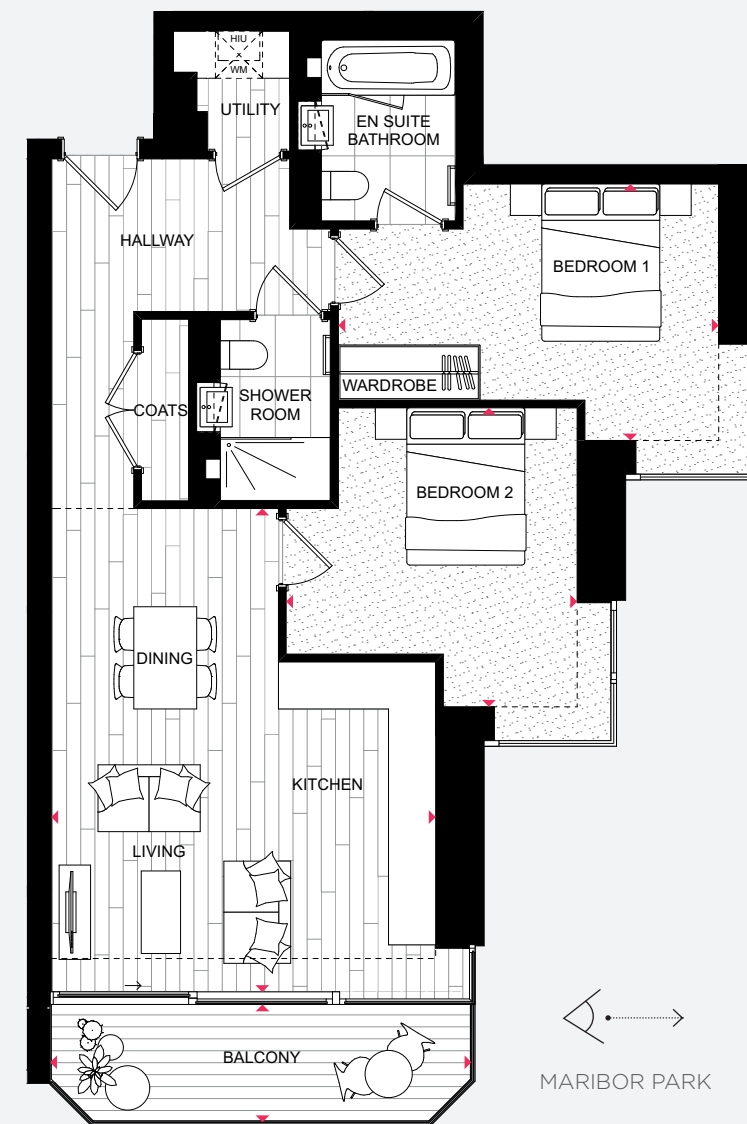 HIU
WM
UTILITY
EN SUITE
BATHROOM
HALLWAY
BEDROOM 1
WARDROBE
COATS
SHOWER
ROOM
BEDROOM 2
DINING
KITCHEN
LIVING
BALCONY
MARIBOR PARK